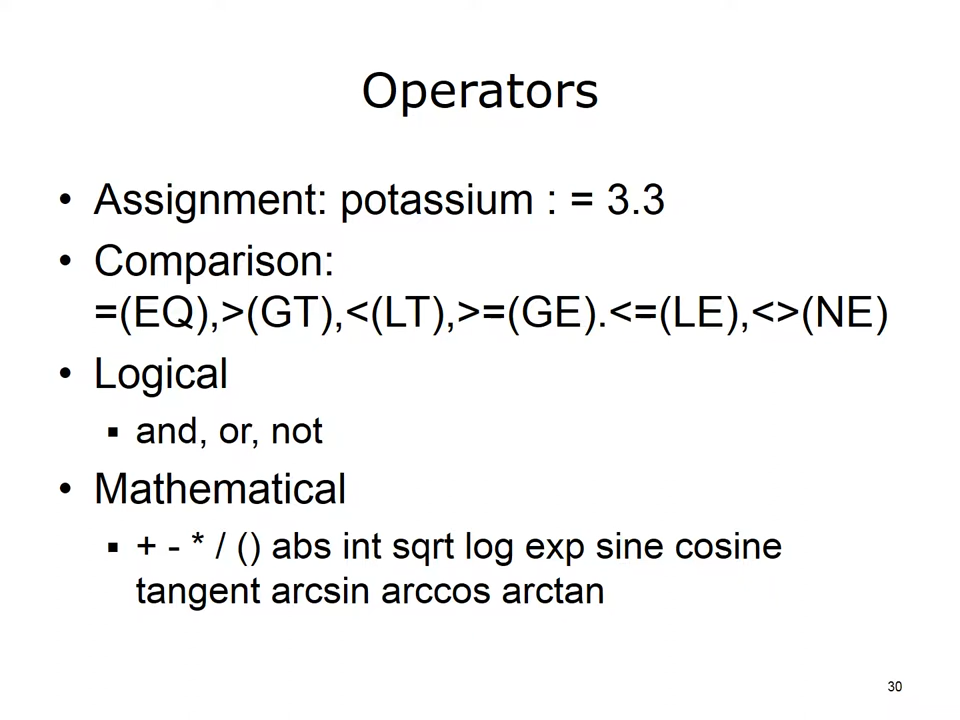 Operators
• Assignment: potassium : = 3.3
• Comparison:
=(EQ),>(GT),<(LT),>=(GE).<=(LE),<>(NE)
• Logical
▪ and, or, not
• Mathematical
▪ + - * / () abs int sqrt log exp sine cosine
tangent arcsin arccos arctan
30